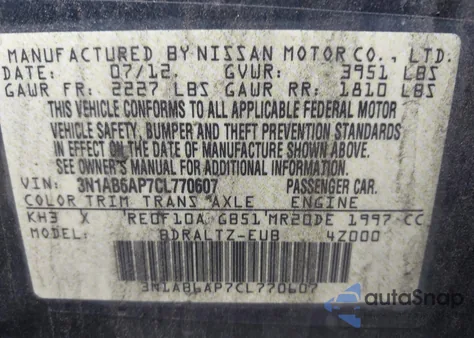 MANUFACTURED BY NISSAN MOTOR CO., LTD.
DATE: 07/12 GVWR: 3951 LBS
GAWR FR: 2227 LBS GAWR RR: 1810 LBS
THIS VEHICLE CONFORMS TO ALL APPLICABLE FEDERAL MOTOR
VEHICLE SAFETY, BUMPER, AND THEFT PREVENTION STANDARDS
IN EFFECT ON THE DATE OF MANUFACTURE SHOWN ABOVE.
SEE OWNER'S MANUAL FOR ADDITIONAL INFORMATION.
VIN: 3N1AB6AP7CL770607
COLOR TRIM TRANS AXLE ENGINE
KH3 X RE0F10A GB51 MR20DE 1997 CC
MODEL: BDRALTZ-EUB 4Z000
3N1AB6AP7CL770607
autoSnap